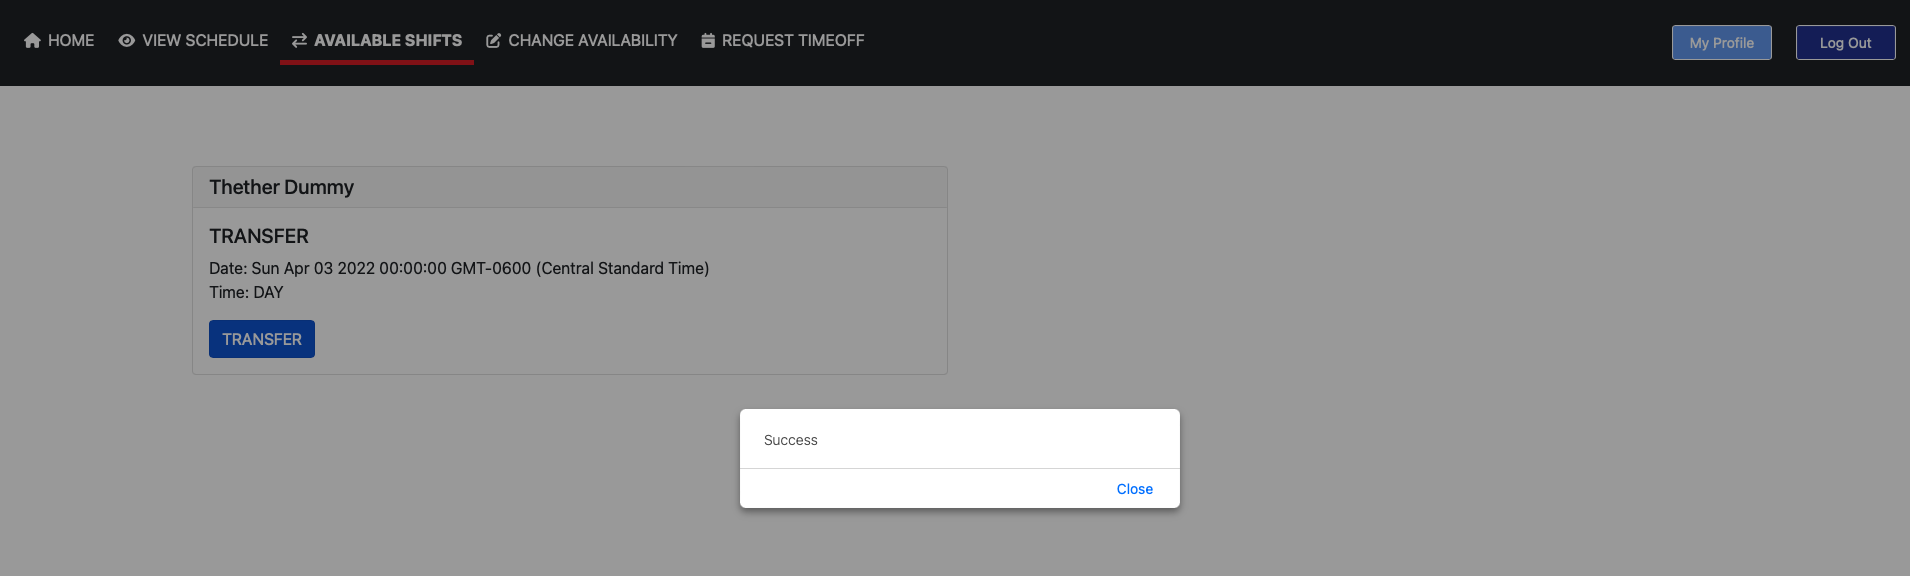 HOME VIEW SCHEDULE AVAILABLE SHIFTS CHANGE AVAILABILITY REQUEST TIMEOFF My Profile Log Out
Thether Dummy
TRANSFER
Date: Sun Apr 03 2022 00:00:00 GMT-0600 (Central Standard Time)
Time: DAY
TRANSFER
Success
Close